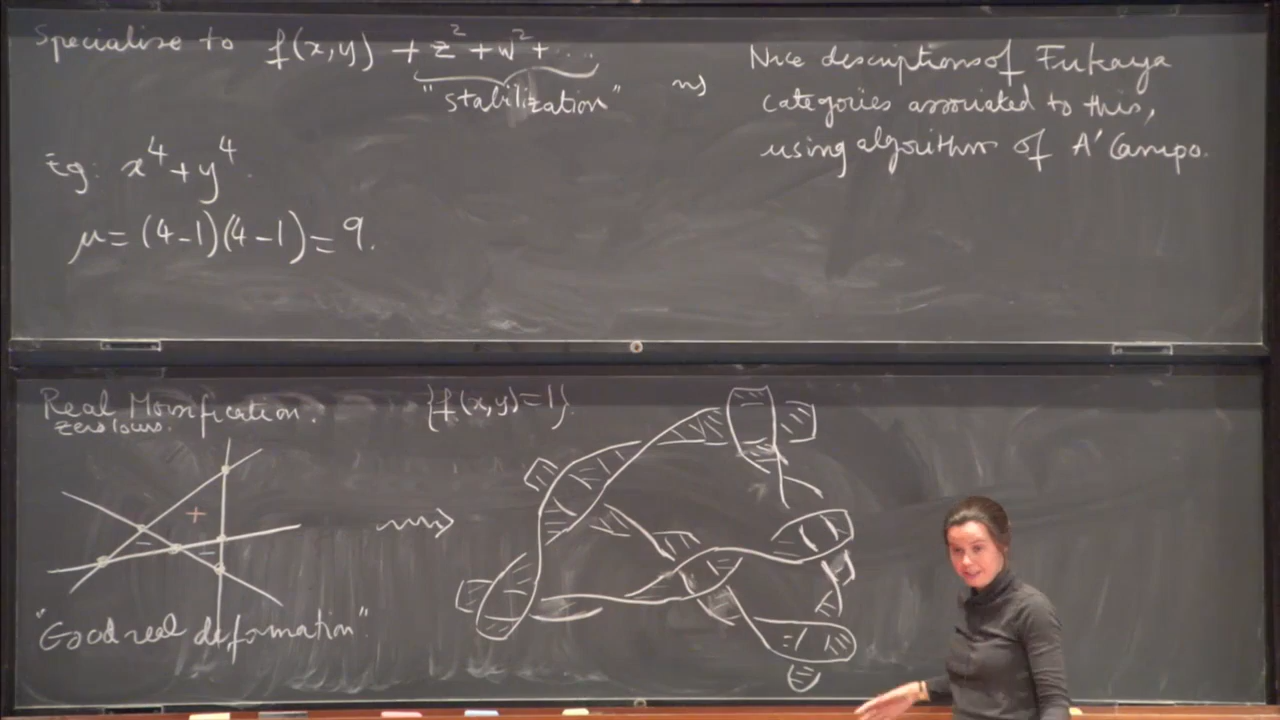 Specialise to f(x,y) + z² + w² + ....
"stabilization"
Nice descriptions of Fukaya
categories associated to this,
using algorithm of A'Campo.
Eg: x⁴ + y⁴.
μ = (4-1)(4-1) = 9.
Real Morsification.
zero locus.
{f(x,y)=1}
+
−
−
"Good real deformation"